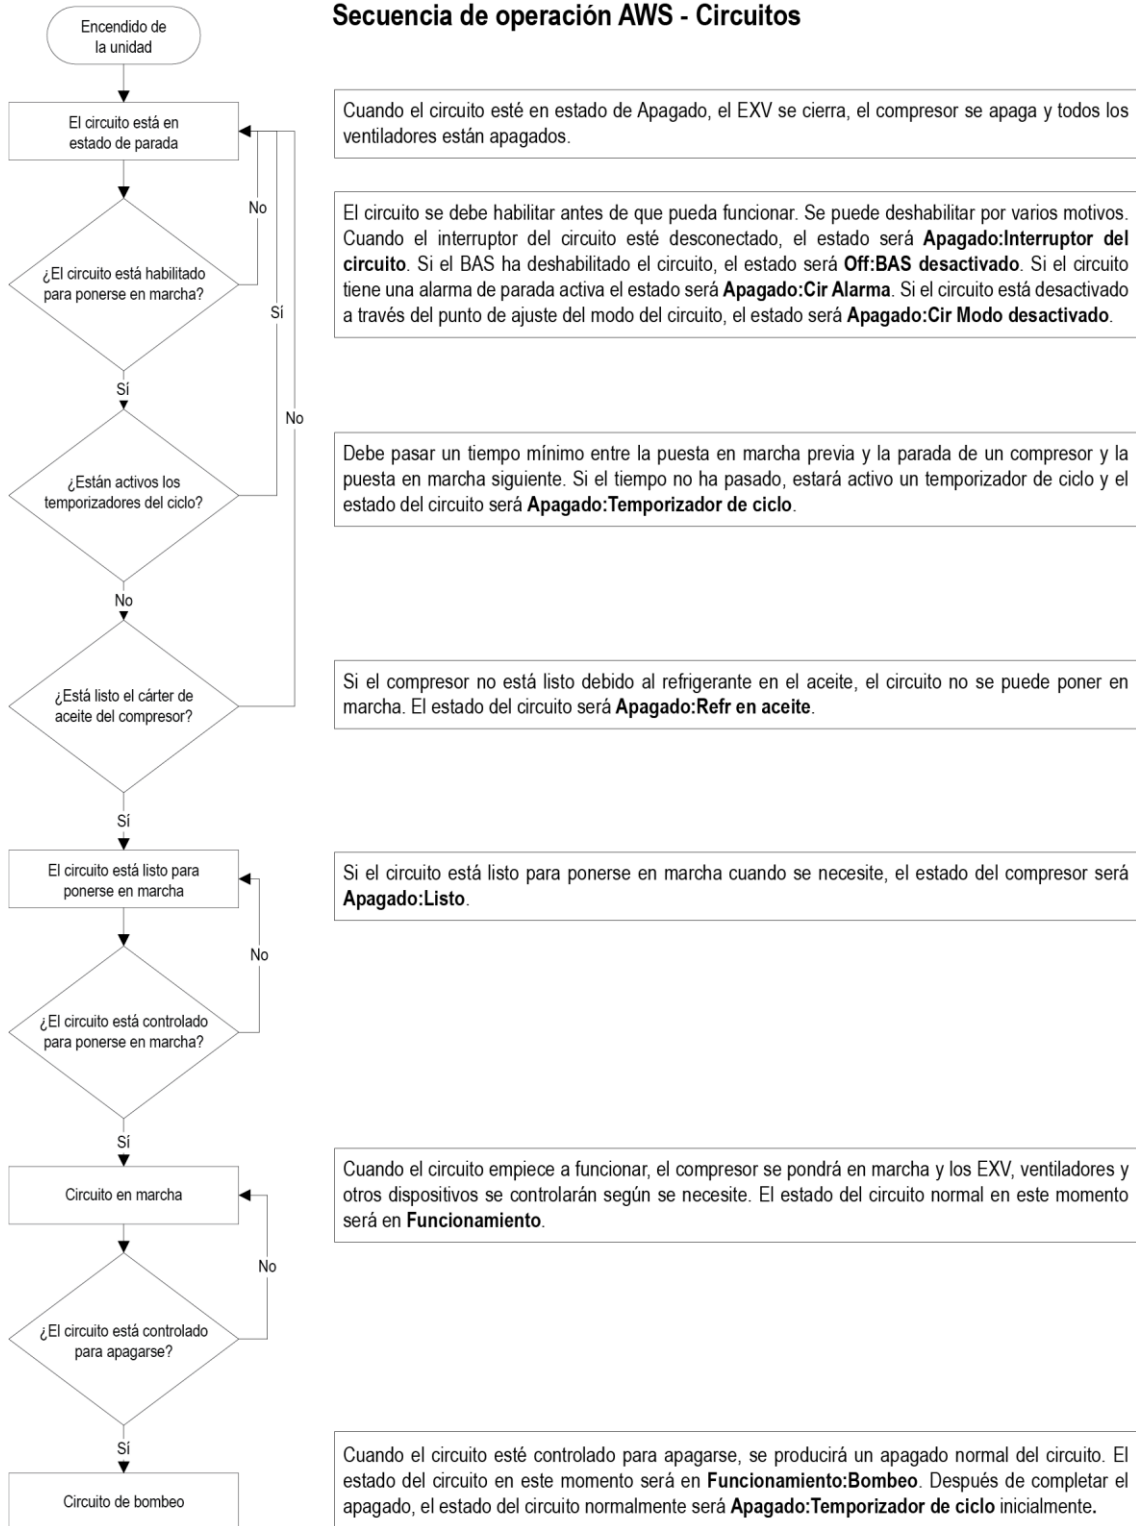 Secuencia de operación AWS - Circuitos
Encendido de
la unidad
El circuito está en
estado de parada
Cuando el circuito esté en estado de Apagado, el EXV se cierra, el compresor se apaga y todos los
ventiladores están apagados.
No
¿El circuito está habilitado
para ponerse en marcha?
El circuito se debe habilitar antes de que pueda funcionar. Se puede deshabilitar por varios motivos.
Cuando el interruptor del circuito esté desconectado, el estado será Apagado:Interruptor del
circuito. Si el BAS ha deshabilitado el circuito, el estado será Off:BAS desactivado. Si el circuito
tiene una alarma de parada activa el estado será Apagado:Cir Alarma. Si el circuito está desactivado
a través del punto de ajuste del modo del circuito, el estado será Apagado:Cir Modo desactivado.
Sí
Sí
No
¿Están activos los
temporizadores del ciclo?
Debe pasar un tiempo mínimo entre la puesta en marcha previa y la parada de un compresor y la
puesta en marcha siguiente. Si el tiempo no ha pasado, estará activo un temporizador de ciclo y el
estado del circuito será Apagado:Temporizador de ciclo.
No
¿Está listo el cárter de
aceite del compresor?
Si el compresor no está listo debido al refrigerante en el aceite, el circuito no se puede poner en
marcha. El estado del circuito será Apagado:Refr en aceite.
Sí
El circuito está listo para
ponerse en marcha
Si el circuito está listo para ponerse en marcha cuando se necesite, el estado del compresor será
Apagado:Listo.
No
¿El circuito está controlado
para ponerse en marcha?
Sí
Circuito en marcha
Cuando el circuito empiece a funcionar, el compresor se pondrá en marcha y los EXV, ventiladores y
otros dispositivos se controlarán según se necesite. El estado del circuito normal en este momento
será en Funcionamiento.
No
¿El circuito está controlado
para apagarse?
Sí
Circuito de bombeo
Cuando el circuito esté controlado para apagarse, se producirá un apagado normal del circuito. El
estado del circuito en este momento será en Funcionamiento:Bombeo. Después de completar el
apagado, el estado del circuito normalmente será Apagado:Temporizador de ciclo inicialmente.